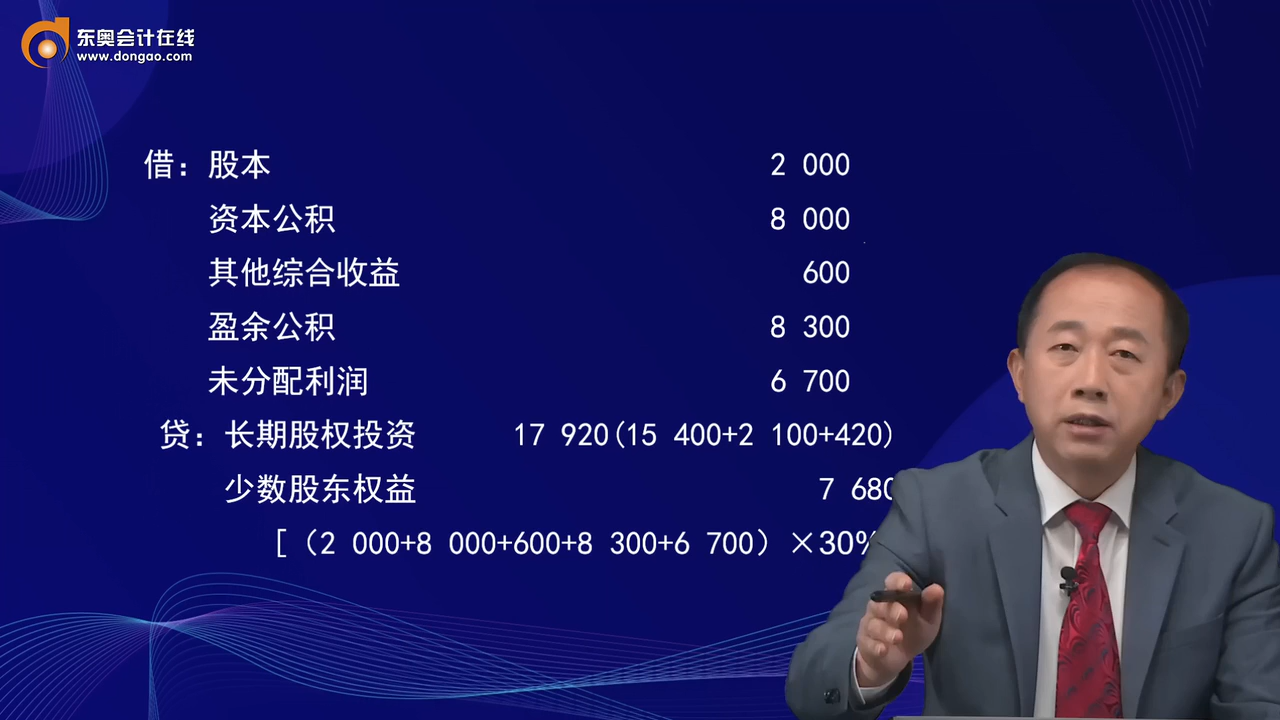 东奥会计在线
www.dongao.com
借：股本 2 000
资本公积 8 000
其他综合收益 600
盈余公积 8 300
未分配利润 6 700
贷：长期股权投资 17 920(15 400+2 100+420)
少数股东权益 7 680
[（2 000+8 000+600+8 300+6 700）×30%